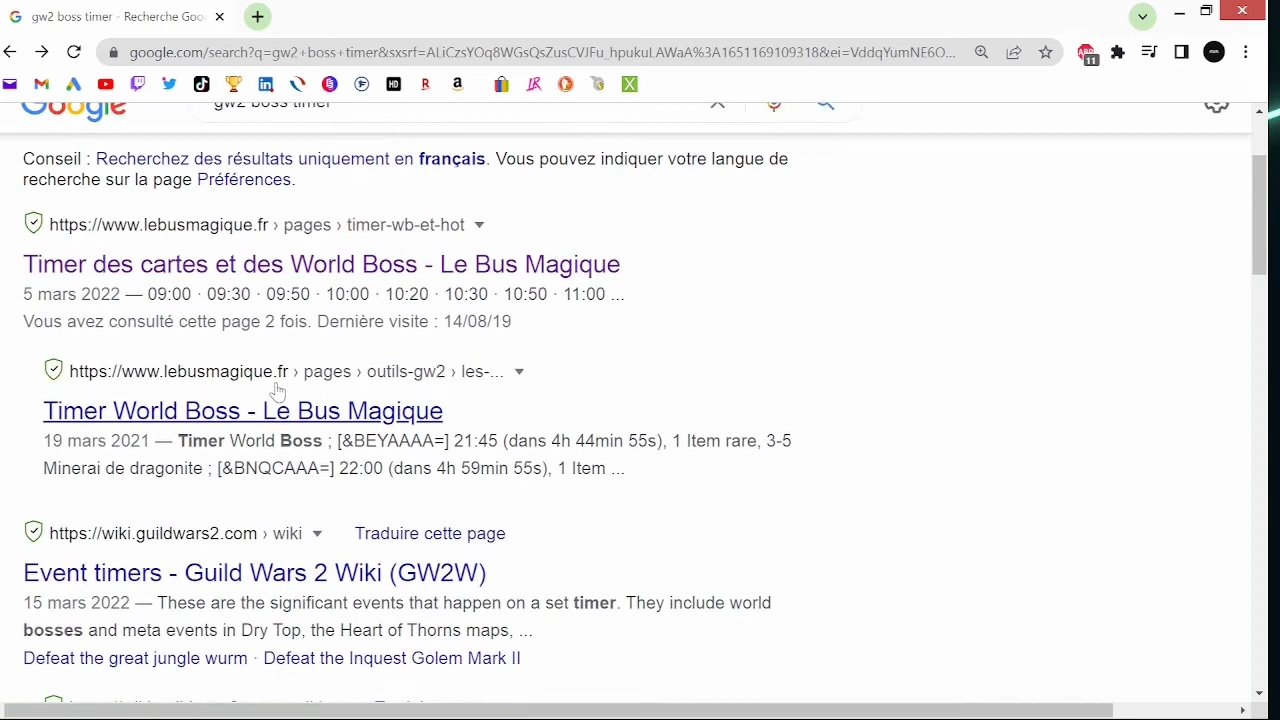 gw2 boss timer - Recherche Goo
google.com/search?q=gw2+boss+timer&sxsrf=ALiCzsYOq8WGsQsZusCVJFu_hpukuLAWaA%3A1651169109318&ei=VddqYumNE6O...
11
HD
Google
gw2 boss timer
Conseil : Recherchez des résultats uniquement en français. Vous pouvez indiquer votre langue de
recherche sur la page Préférences.
https://www.lebusmagique.fr › pages › timer-wb-et-hot
Timer des cartes et des World Boss - Le Bus Magique
5 mars 2022 — 09:00 · 09:30 · 09:50 · 10:00 · 10:20 · 10:30 · 10:50 · 11:00 ...
Vous avez consulté cette page 2 fois. Dernière visite : 14/08/19
https://www.lebusmagique.fr › pages › outils-gw2 › les-...
Timer World Boss - Le Bus Magique
19 mars 2021 — Timer World Boss ; [&BEYAAAA=] 21:45 (dans 4h 44min 55s), 1 Item rare, 3-5
Minerai de dragonite ; [&BNQCAAA=] 22:00 (dans 4h 59min 55s), 1 Item ...
https://wiki.guildwars2.com › wiki Traduire cette page
Event timers - Guild Wars 2 Wiki (GW2W)
15 mars 2022 — These are the significant events that happen on a set timer. They include world
bosses and meta events in Dry Top, the Heart of Thorns maps, ...
Defeat the great jungle wurm · Defeat the Inquest Golem Mark II